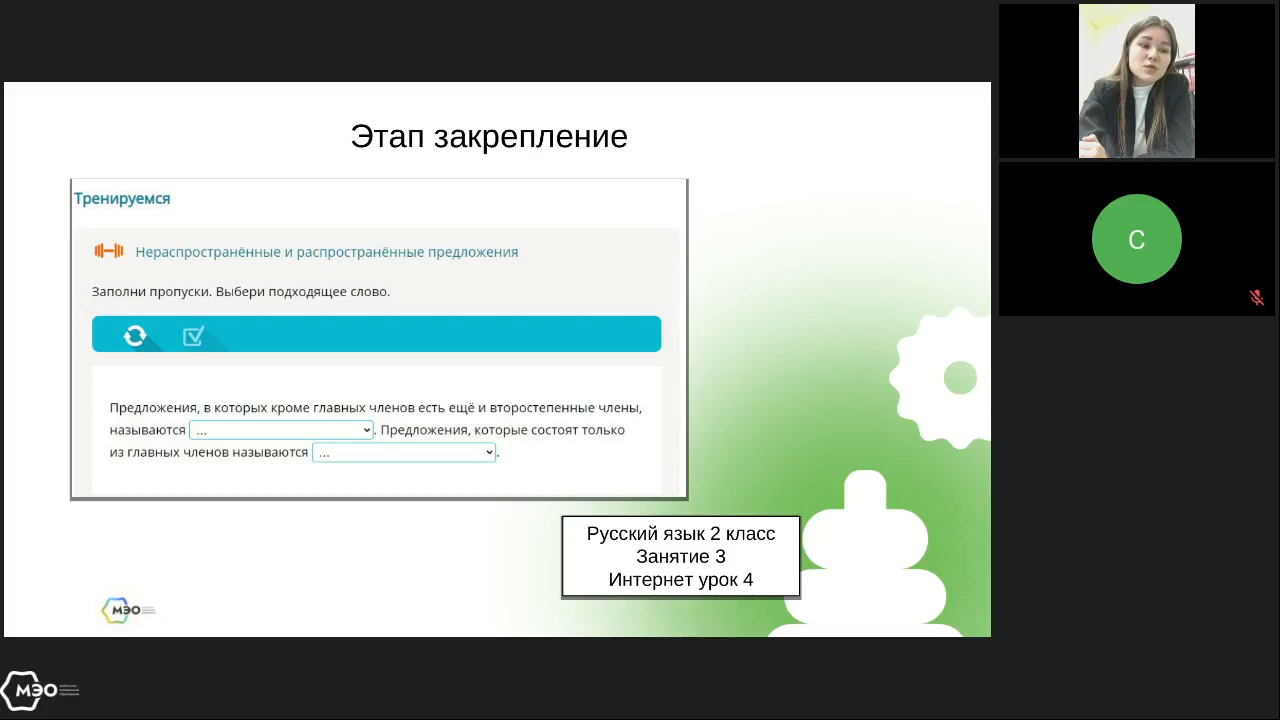 Этап закрепление
Тренируемся
Нераспространённые и распространённые предложения
Заполни пропуски. Выбери подходящее слово.
Предложения, в которых кроме главных членов есть ещё и второстепенные члены,
называются ... . Предложения, которые состоят только
из главных членов называются ... .
Русский язык 2 класс
Занятие 3
Интернет урок 4
МЭО
МЭО
С